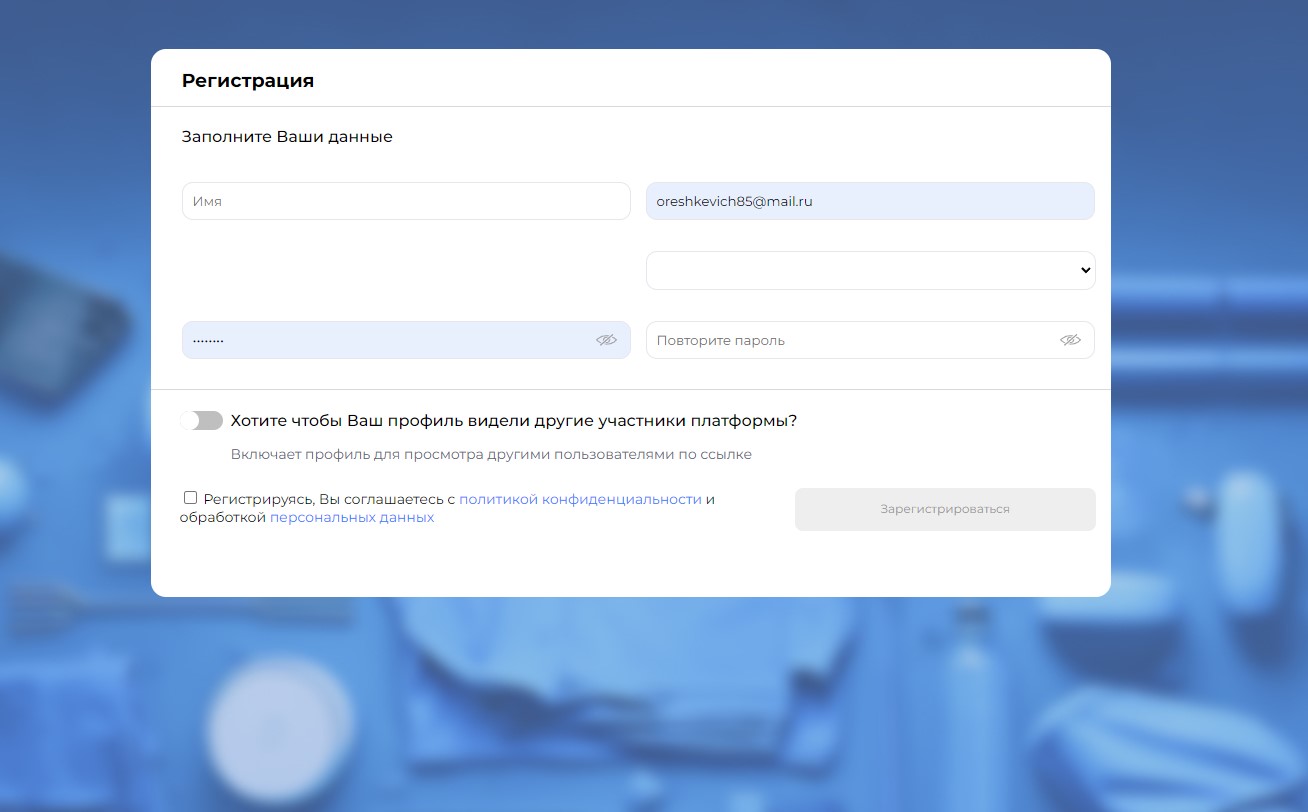 Регистрация
Заполните Ваши данные
Имя
oreshkevich85@mail.ru
••••••••
Повторите пароль
Хотите чтобы Ваш профиль видели другие участники платформы?
Включает профиль для просмотра другими пользователями по ссылке
Регистрируясь, Вы соглашаетесь с политикой конфиденциальности и
обработкой персональных данных
Зарегистрироваться